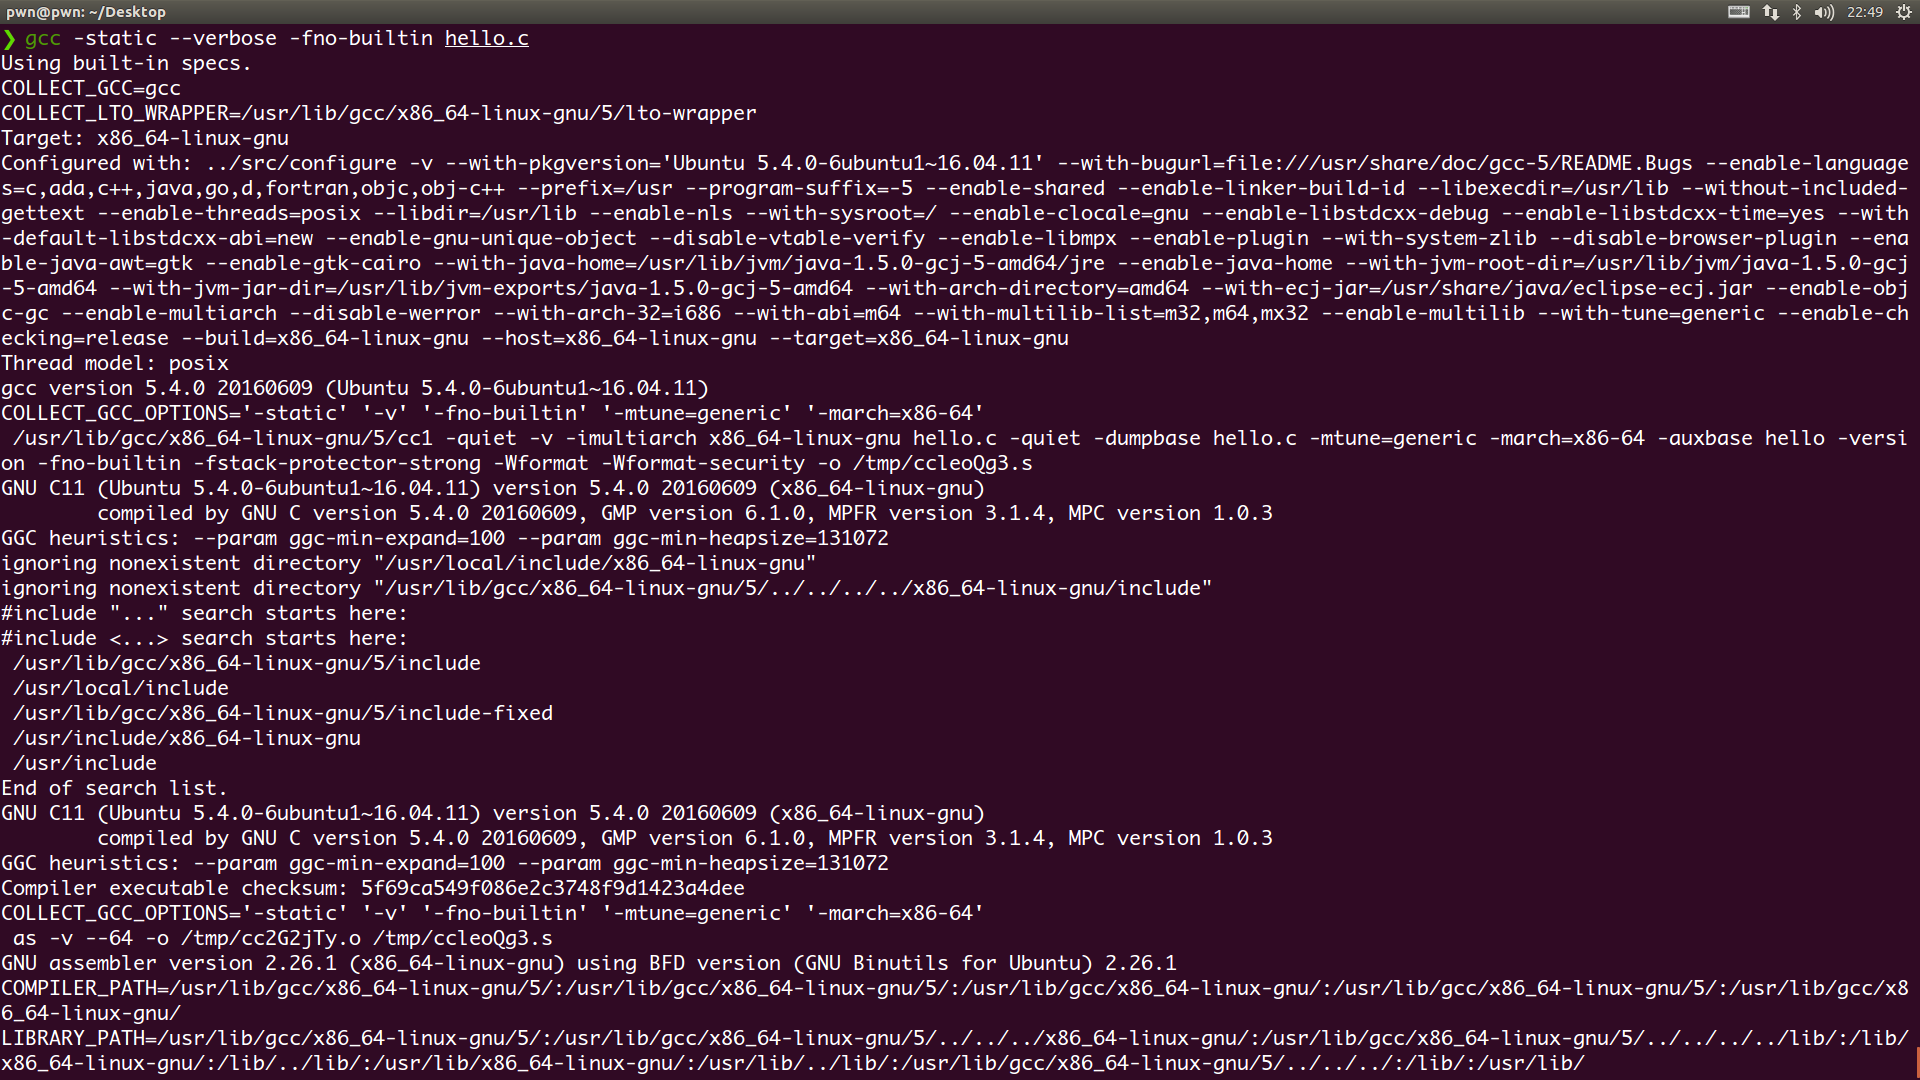 pwn@pwn: ~/Desktop
22:49
❯ gcc -static --verbose -fno-builtin hello.c
Using built-in specs.
COLLECT_GCC=gcc
COLLECT_LTO_WRAPPER=/usr/lib/gcc/x86_64-linux-gnu/5/lto-wrapper
Target: x86_64-linux-gnu
Configured with: ../src/configure -v --with-pkgversion='Ubuntu 5.4.0-6ubuntu1~16.04.11' --with-bugurl=file:///usr/share/doc/gcc-5/README.Bugs --enable-language
s=c,ada,c++,java,go,d,fortran,objc,obj-c++ --prefix=/usr --program-suffix=-5 --enable-shared --enable-linker-build-id --libexecdir=/usr/lib --without-included-
gettext --enable-threads=posix --libdir=/usr/lib --enable-nls --with-sysroot=/ --enable-clocale=gnu --enable-libstdcxx-debug --enable-libstdcxx-time=yes --with
-default-libstdcxx-abi=new --enable-gnu-unique-object --disable-vtable-verify --enable-libmpx --enable-plugin --with-system-zlib --disable-browser-plugin --ena
ble-java-awt=gtk --enable-gtk-cairo --with-java-home=/usr/lib/jvm/java-1.5.0-gcj-5-amd64/jre --enable-java-home --with-jvm-root-dir=/usr/lib/jvm/java-1.5.0-gcj
-5-amd64 --with-jvm-jar-dir=/usr/lib/jvm-exports/java-1.5.0-gcj-5-amd64 --with-arch-directory=amd64 --with-ecj-jar=/usr/share/java/eclipse-ecj.jar --enable-obj
c-gc --enable-multiarch --disable-werror --with-arch-32=i686 --with-abi=m64 --with-multilib-list=m32,m64,mx32 --enable-multilib --with-tune=generic --enable-ch
ecking=release --build=x86_64-linux-gnu --host=x86_64-linux-gnu --target=x86_64-linux-gnu
Thread model: posix
gcc version 5.4.0 20160609 (Ubuntu 5.4.0-6ubuntu1~16.04.11)
COLLECT_GCC_OPTIONS='-static' '-v' '-fno-builtin' '-mtune=generic' '-march=x86-64'
 /usr/lib/gcc/x86_64-linux-gnu/5/cc1 -quiet -v -imultiarch x86_64-linux-gnu hello.c -quiet -dumpbase hello.c -mtune=generic -march=x86-64 -auxbase hello -versi
on -fno-builtin -fstack-protector-strong -Wformat -Wformat-security -o /tmp/ccleoQg3.s
GNU C11 (Ubuntu 5.4.0-6ubuntu1~16.04.11) version 5.4.0 20160609 (x86_64-linux-gnu)
        compiled by GNU C version 5.4.0 20160609, GMP version 6.1.0, MPFR version 3.1.4, MPC version 1.0.3
GGC heuristics: --param ggc-min-expand=100 --param ggc-min-heapsize=131072
ignoring nonexistent directory "/usr/local/include/x86_64-linux-gnu"
ignoring nonexistent directory "/usr/lib/gcc/x86_64-linux-gnu/5/../../../../x86_64-linux-gnu/include"
#include "..." search starts here:
#include <...> search starts here:
 /usr/lib/gcc/x86_64-linux-gnu/5/include
 /usr/local/include
 /usr/lib/gcc/x86_64-linux-gnu/5/include-fixed
 /usr/include/x86_64-linux-gnu
 /usr/include
End of search list.
GNU C11 (Ubuntu 5.4.0-6ubuntu1~16.04.11) version 5.4.0 20160609 (x86_64-linux-gnu)
        compiled by GNU C version 5.4.0 20160609, GMP version 6.1.0, MPFR version 3.1.4, MPC version 1.0.3
GGC heuristics: --param ggc-min-expand=100 --param ggc-min-heapsize=131072
Compiler executable checksum: 5f69ca549f086e2c3748f9d1423a4dee
COLLECT_GCC_OPTIONS='-static' '-v' '-fno-builtin' '-mtune=generic' '-march=x86-64'
 as -v --64 -o /tmp/cc2G2jTy.o /tmp/ccleoQg3.s
GNU assembler version 2.26.1 (x86_64-linux-gnu) using BFD version (GNU Binutils for Ubuntu) 2.26.1
COMPILER_PATH=/usr/lib/gcc/x86_64-linux-gnu/5/:/usr/lib/gcc/x86_64-linux-gnu/5/:/usr/lib/gcc/x86_64-linux-gnu/:/usr/lib/gcc/x86_64-linux-gnu/5/:/usr/lib/gcc/x8
6_64-linux-gnu/
LIBRARY_PATH=/usr/lib/gcc/x86_64-linux-gnu/5/:/usr/lib/gcc/x86_64-linux-gnu/5/../../../x86_64-linux-gnu/:/usr/lib/gcc/x86_64-linux-gnu/5/../../../../lib/:/lib/
x86_64-linux-gnu/:/lib/../lib/:/usr/lib/x86_64-linux-gnu/:/usr/lib/../lib/:/usr/lib/gcc/x86_64-linux-gnu/5/../../../:/lib/:/usr/lib/